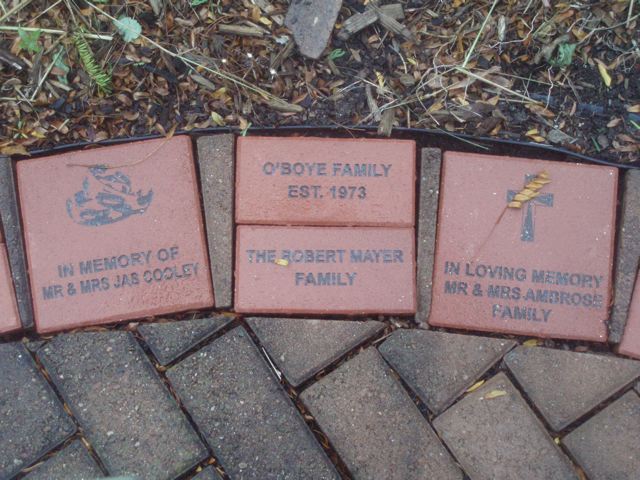 IN MEMORY OF
MR & MRS JAS COOLEY
O'BOYE FAMILY
EST. 1973
THE ROBERT MAYER
FAMILY
IN LOVING MEMORY
MR & MRS AMBROSE
FAMILY